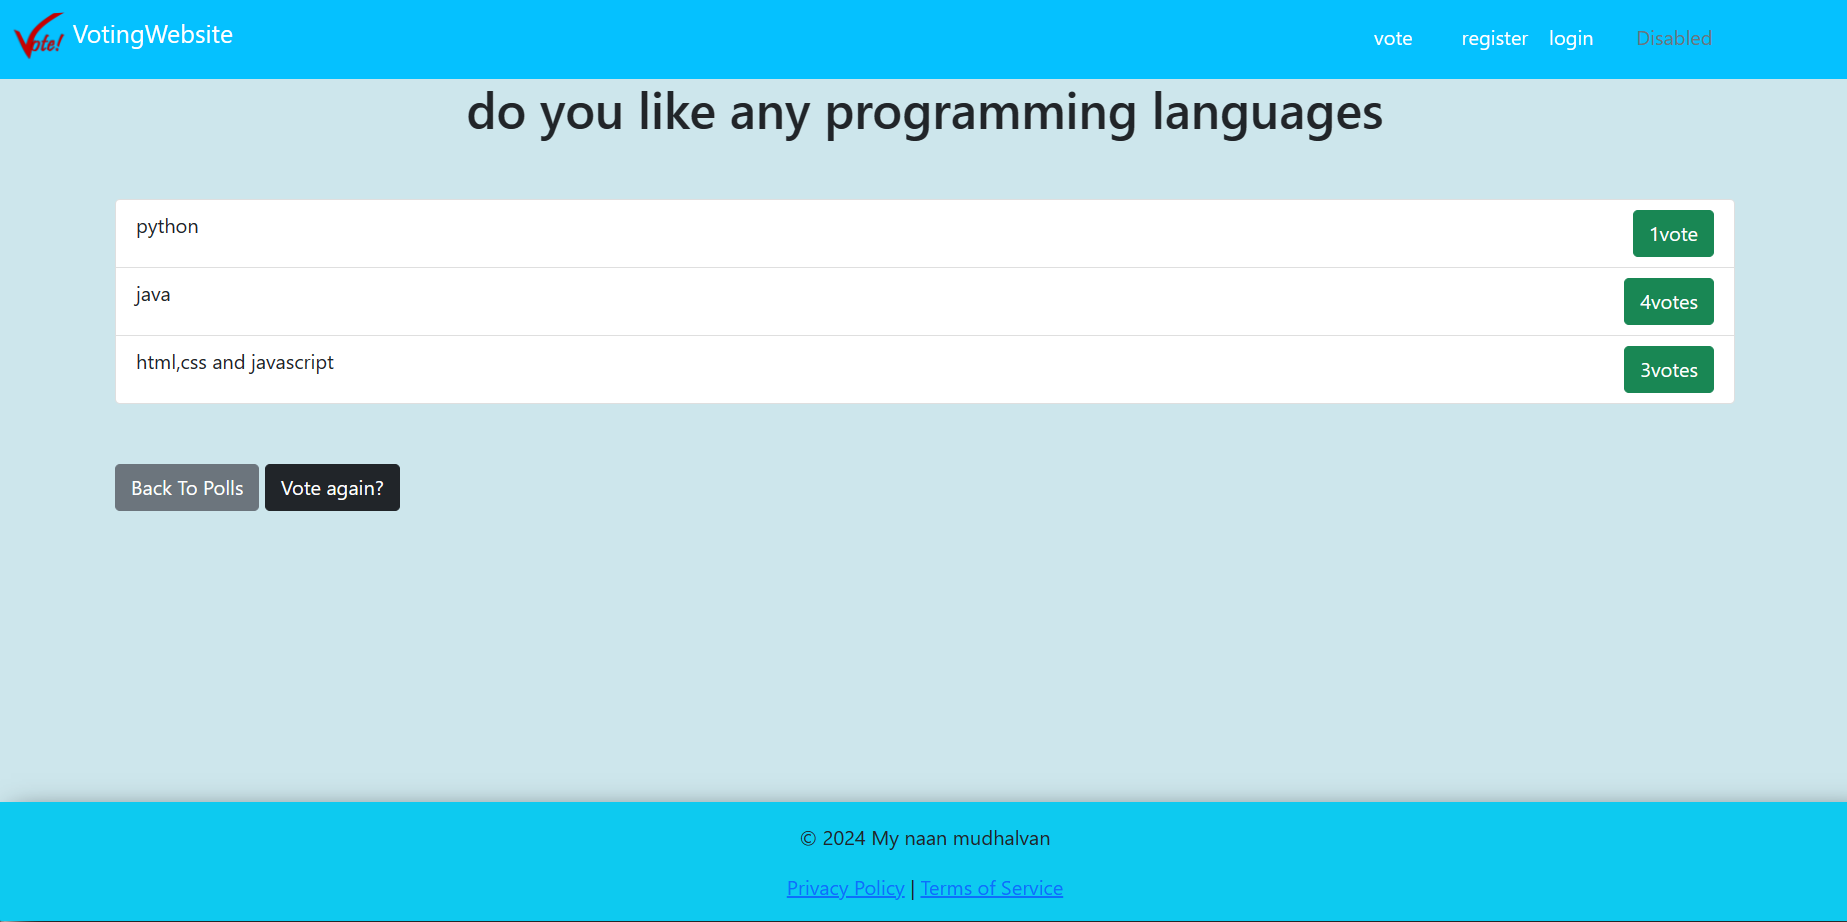 Vote! VotingWebsite vote register login Disabled
do you like any programming languages
python 1vote
java 4votes
html,css and javascript 3votes
Back To Polls Vote again?
© 2024 My naan mudhalvan
Privacy Policy | Terms of Service